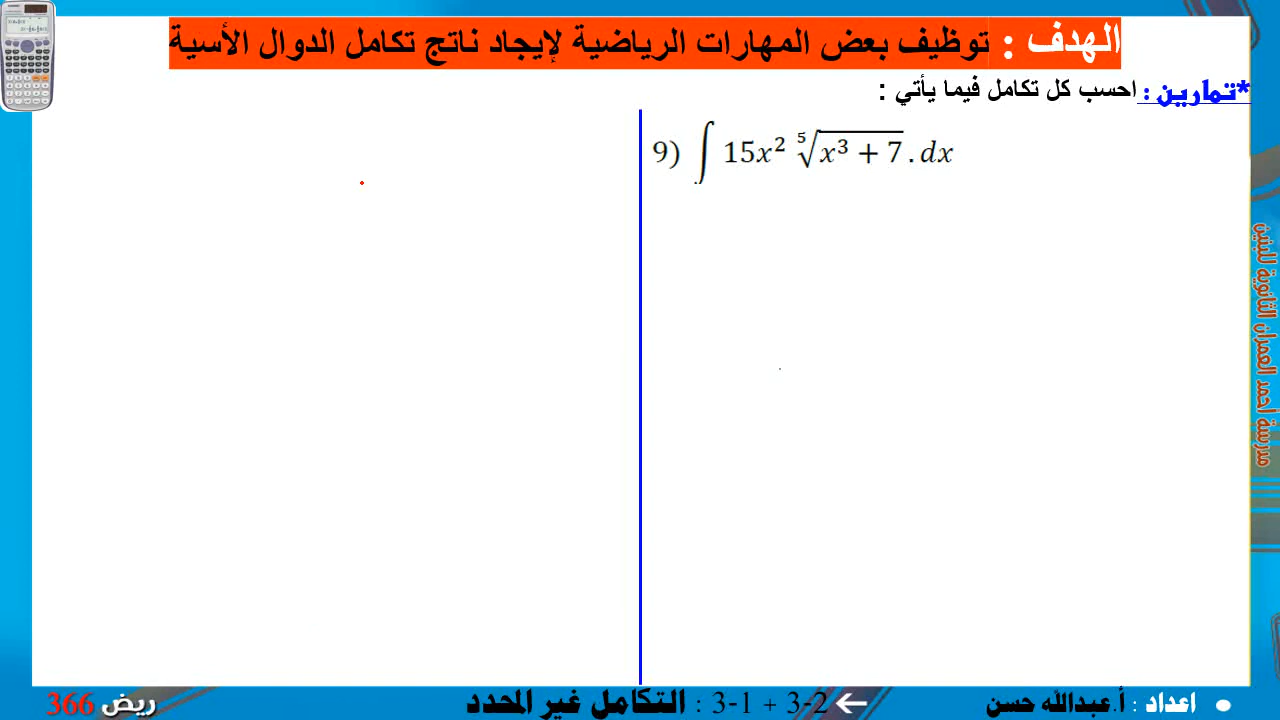 الهدف : توظيف بعض المهارات الرياضية لإيجاد ناتج تكامل الدوال الأسية
*تمارين : احسب كل تكامل فيما يأتي :
9) ∫ 15x² ⁵√(x³ + 7) . dx
مدرسة أحمد العمران الثانوية للبنين
• اعداد : أ.عبدالله حسن ← 3-1 + 3-2 : التكامل غير المحدد ريض 366